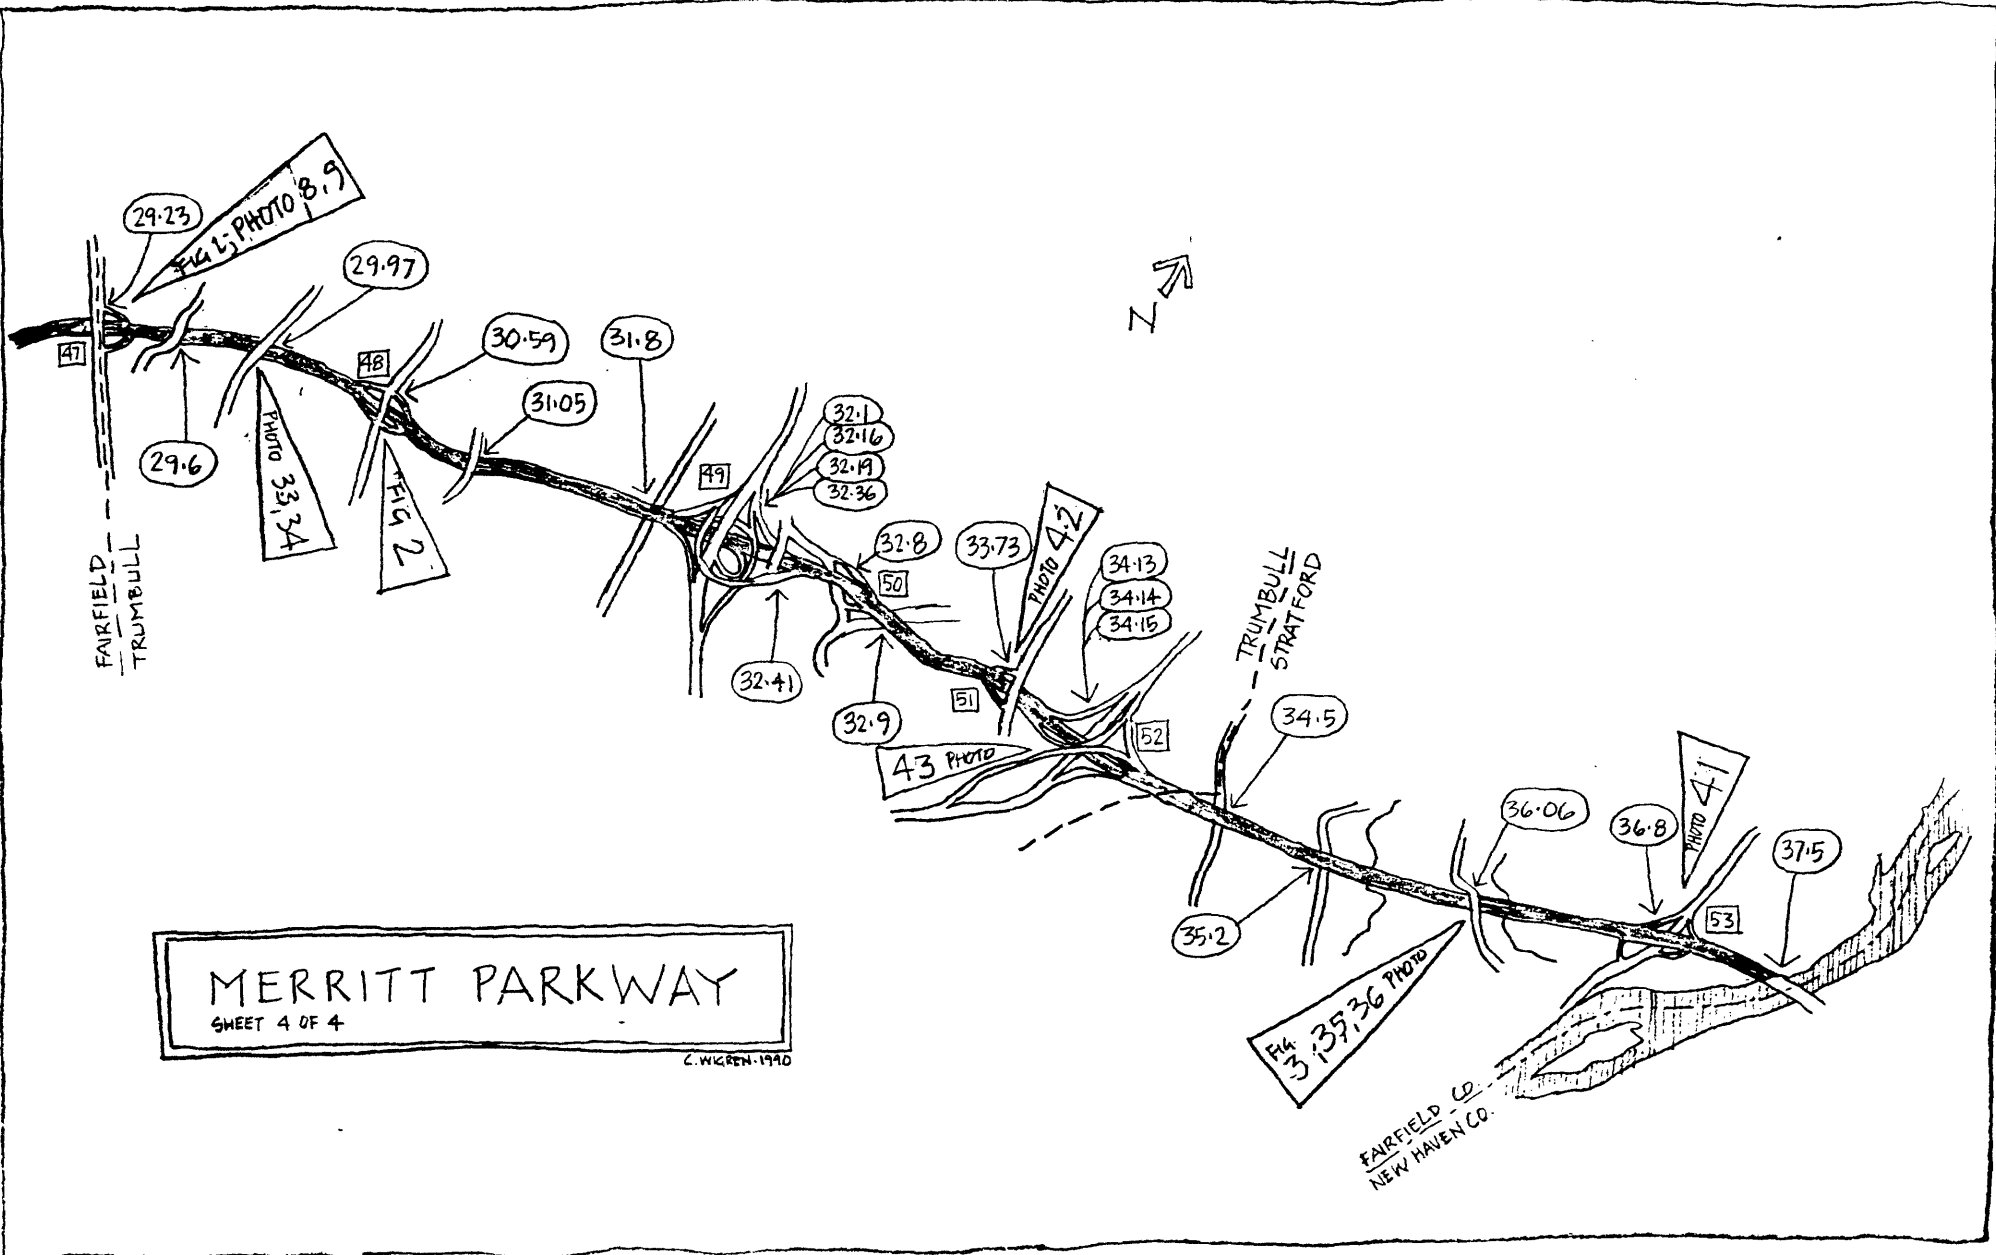 29.23
FIG 2; PHOTO 8,9
29.97
47
29.6
PHOTO 33,34
48
30.59
FIG 2
31.05
31.8
49
32.1
32.16
32.19
32.36
32.41
32.8
50
32.9
33.73
51
PHOTO 42
34.13
34.14
34.15
52
43 PHOTO
N
FAIRFIELD
TRUMBULL
TRUMBULL
STRATFORD
34.5
35.2
36.06
FIG
3;35,36 PHOTO
36.8
PHOTO 41
53
37.5
FAIRFIELD CO.
NEW HAVEN CO.
MERRITT PARKWAY
SHEET 4 OF 4
C. WIGREN · 1990